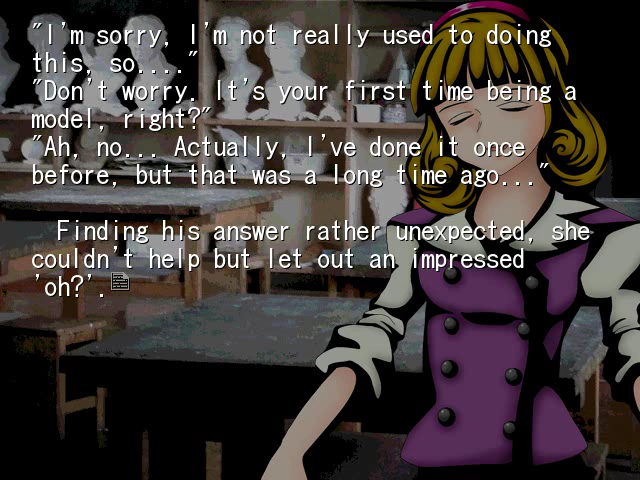 "I'm sorry, I'm not really used to doing
this, so...."
"Don't worry. It's your first time being a
model, right?"
"Ah, no... Actually, I've done it once
before, but that was a long time ago..."
Finding his answer rather unexpected, she
couldn't help but let out an impressed
'oh?'.